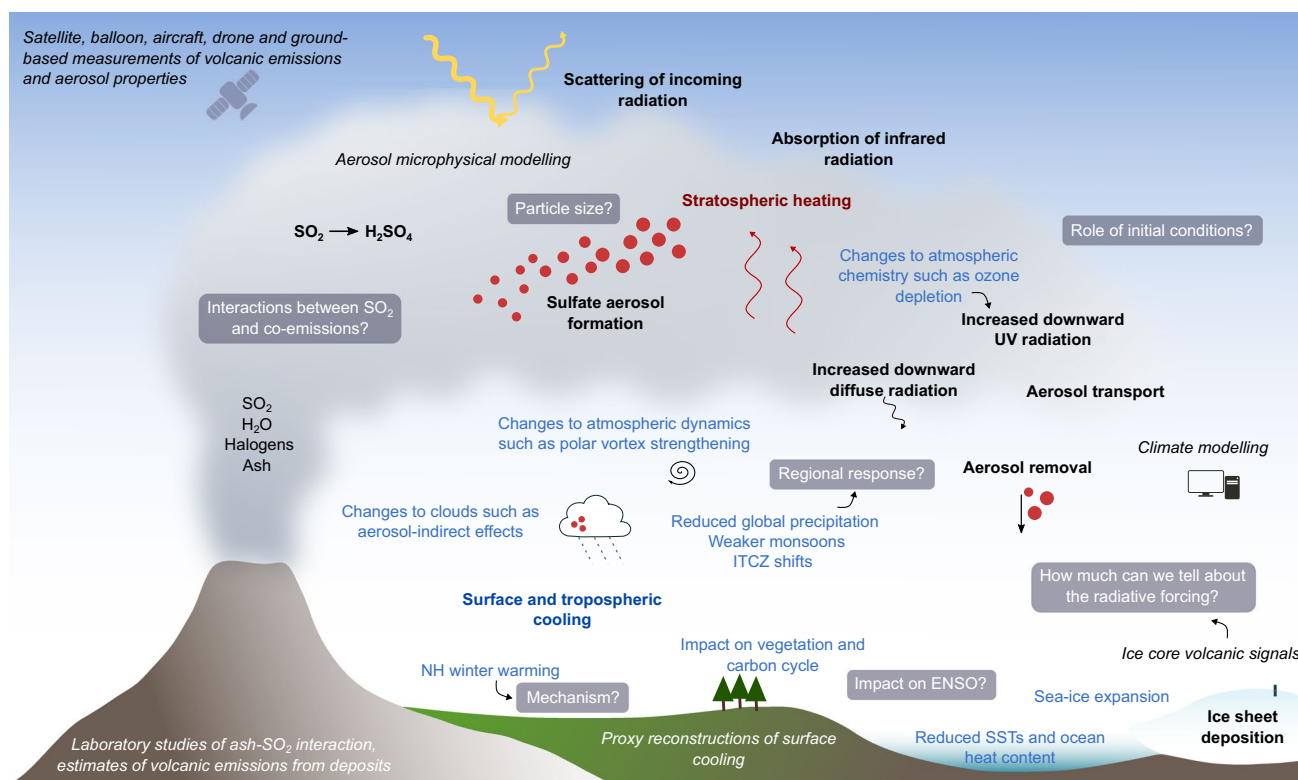 Satellite, balloon, aircraft, drone and ground-
based measurements of volcanic emissions
and aerosol properties
Scattering of incoming
radiation
Absorption of infrared
radiation
Aerosol microphysical modelling
Particle size?
Stratospheric heating
SO₂ → H₂SO₄
Role of initial conditions?
Changes to atmospheric
chemistry such as ozone
depletion
Interactions between SO₂
and co-emissions?
Sulfate aerosol
formation
Increased downward
UV radiation
Increased downward
diffuse radiation
Aerosol transport
SO₂
H₂O
Halogens
Ash
Changes to atmospheric dynamics
such as polar vortex strengthening
Climate modelling
Regional response?
Aerosol removal
Changes to clouds such as
aerosol-indirect effects
Reduced global precipitation
Weaker monsoons
ITCZ shifts
How much can we tell about
the radiative forcing?
Surface and tropospheric
cooling
Ice core volcanic signals
NH winter warming
Mechanism?
Impact on vegetation and
carbon cycle
Impact on ENSO?
Sea-ice expansion
Ice sheet
deposition
Laboratory studies of ash-SO₂ interaction,
estimates of volcanic emissions from deposits
Proxy reconstructions of surface
cooling
Reduced SSTs and ocean
heat content